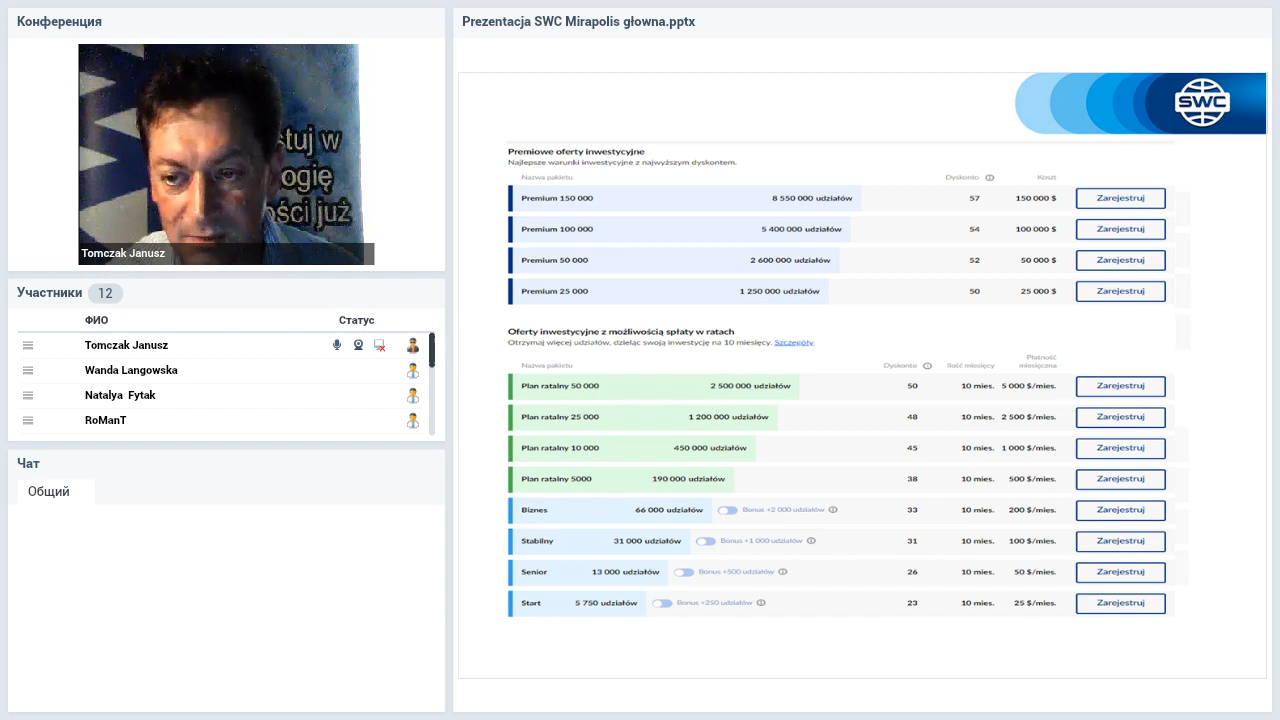 Конференция
stuj w
ogię
ości już
Tomczak Janusz
Участники 12
ФИО Статус
Tomczak Janusz
Wanda Langowska
Natalya Fytak
RoManT
Чат
Общий
Prezentacja SWC Mirapolis głowna.pptx
SWC
Premiowe oferty inwestycyjne
Najlepsze warunki inwestycyjne z najwyższym dyskontem.
Nazwa pakietu Dyskonto Koszt
Premium 150 000 8 550 000 udziałów 57 150 000 $ Zarejestruj
Premium 100 000 5 400 000 udziałów 54 100 000 $ Zarejestruj
Premium 50 000 2 600 000 udziałów 52 50 000 $ Zarejestruj
Premium 25 000 1 250 000 udziałów 50 25 000 $ Zarejestruj
Oferty inwestycyjne z możliwością spłaty w ratach
Otrzymaj więcej udziałów, dzieląc swoją inwestycję na 10 miesięcy. Szczegóły
Nazwa pakietu Dyskonto Ilość miesięcy Płatność miesięczna
Plan ratalny 50 000 2 500 000 udziałów 50 10 mies. 5 000 $/mies. Zarejestruj
Plan ratalny 25 000 1 200 000 udziałów 48 10 mies. 2 500 $/mies. Zarejestruj
Plan ratalny 10 000 450 000 udziałów 45 10 mies. 1 000 $/mies. Zarejestruj
Plan ratalny 5000 190 000 udziałów 38 10 mies. 500 $/mies. Zarejestruj
Biznes 66 000 udziałów Bonus +2 000 udziałów 33 10 mies. 200 $/mies. Zarejestruj
Stabilny 31 000 udziałów Bonus +1 000 udziałów 31 10 mies. 100 $/mies. Zarejestruj
Senior 13 000 udziałów Bonus +500 udziałów 26 10 mies. 50 $/mies. Zarejestruj
Start 5 750 udziałów Bonus +250 udziałów 23 10 mies. 25 $/mies. Zarejestruj